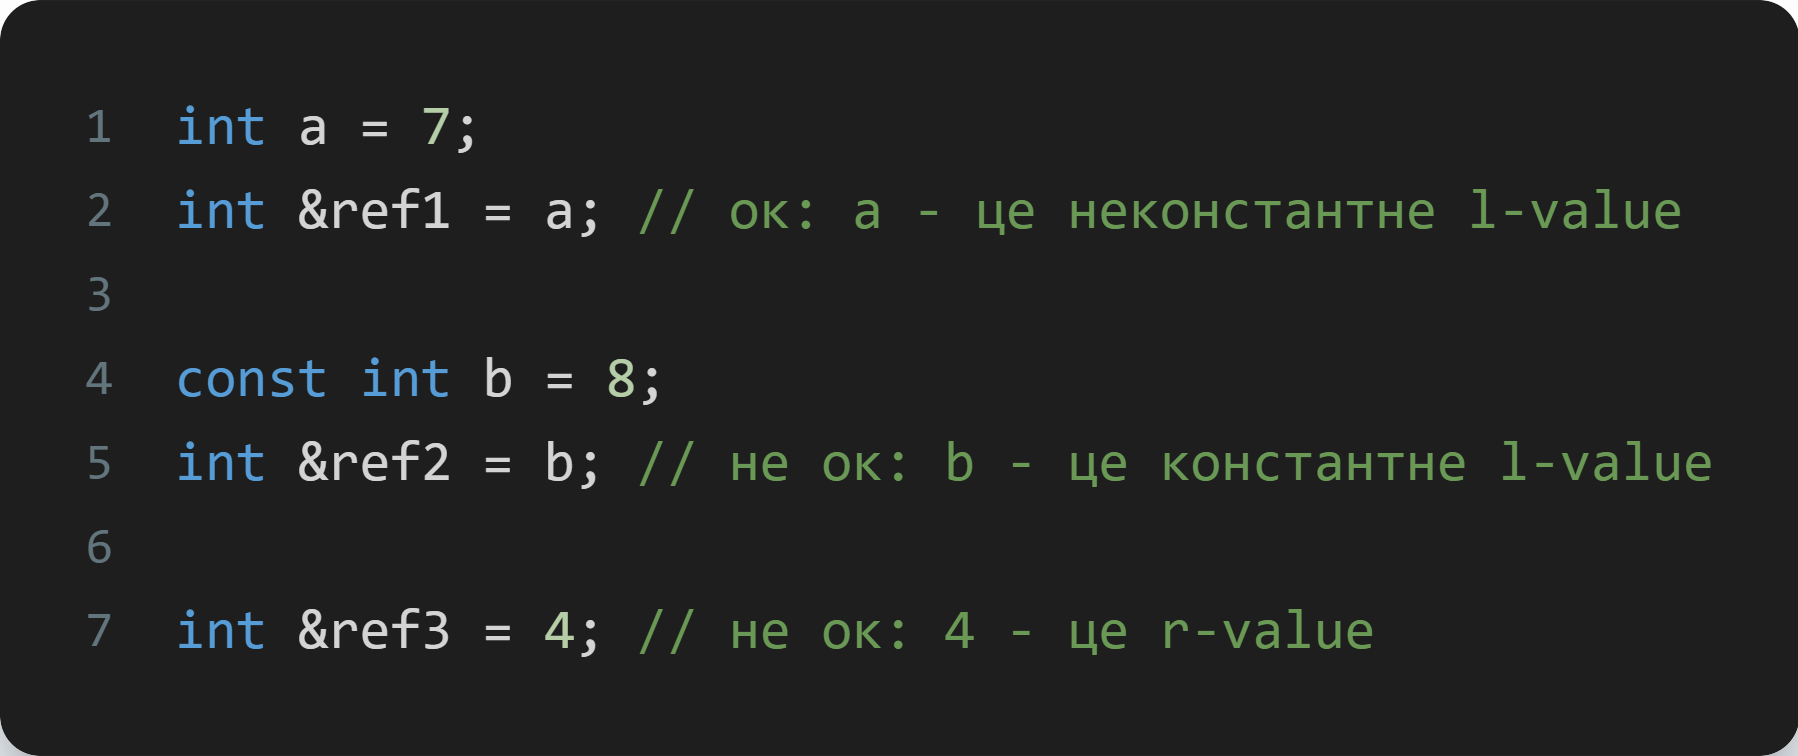 1 int a = 7;
2 int &ref1 = a; // ок: a - це неконстантне l-value
3
4 const int b = 8;
5 int &ref2 = b; // не ок: b - це константне l-value
6
7 int &ref3 = 4; // не ок: 4 - це r-value